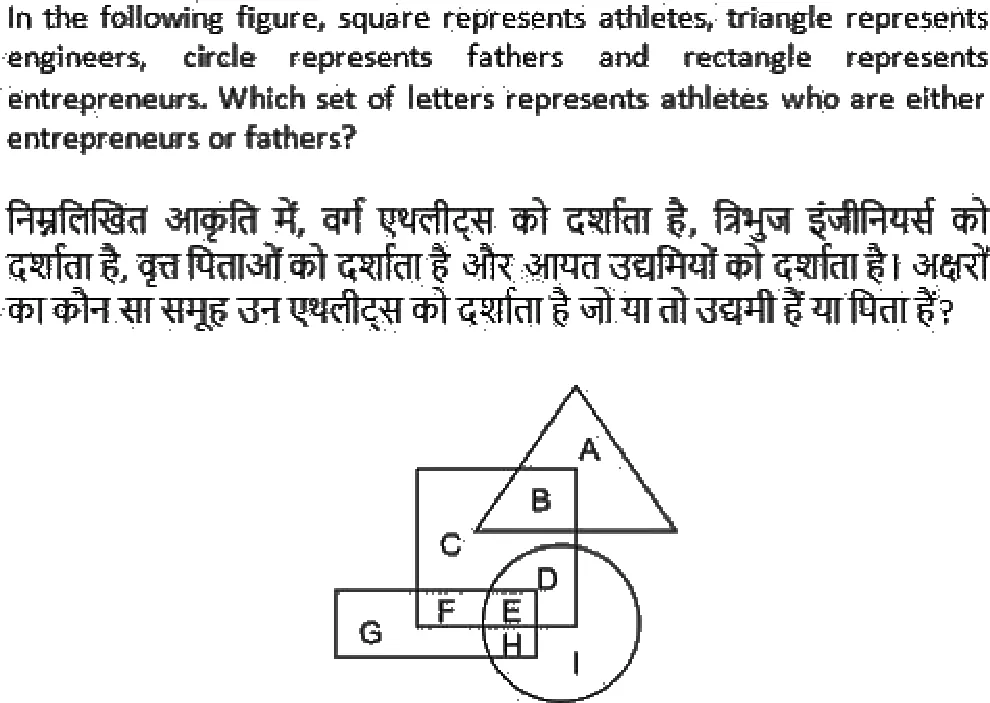 In the following figure, square represents athletes, triangle represents
engineers, circle represents fathers and rectangle represents
entrepreneurs. Which set of letters represents athletes who are either
entrepreneurs or fathers?
निम्नलिखित आकृति में, वर्ग एथलीट्स को दर्शाता है, त्रिभुज इंजीनियर्स को
दर्शाता है, वृत्त पिताओं को दर्शाता है और आयत उद्यमियों को दर्शाता है। अक्षरों
का कौन सा समूह उन एथलीट्स को दर्शाता है जो या तो उद्यमी हैं या पिता हैं?
A
B
C
D
F E
G
H
I